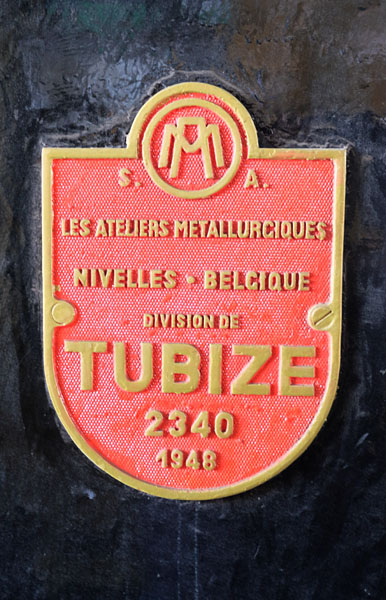 AM
S. A.
LES ATELIERS METALLURGIQUES
NIVELLES - BELGIQUE
DIVISION DE
TUBIZE
2340
1948